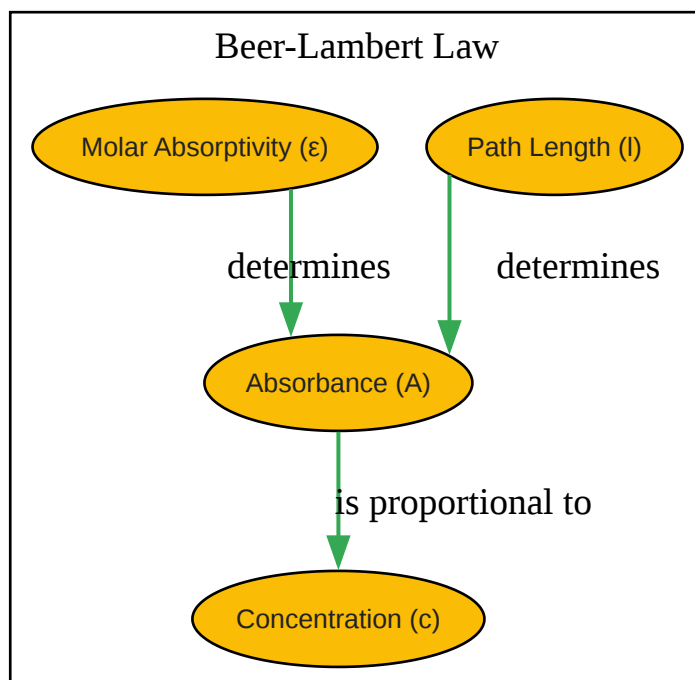 Beer-Lambert Law
Molar Absorptivity (ε)
Path Length (l)
determines
determines
Absorbance (A)
is proportional to
Concentration (c)